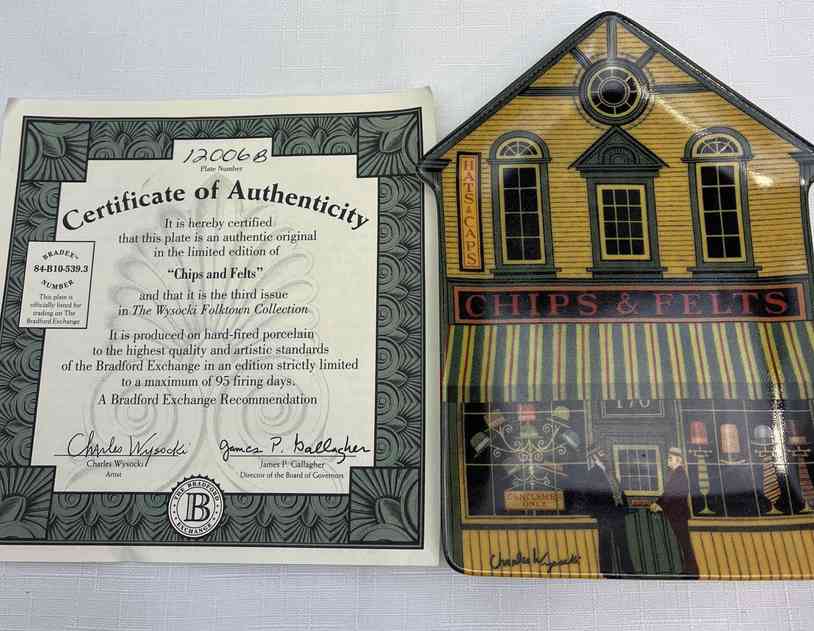 12006B
Plate Number
Certificate of Authenticity
It is hereby certified
that this plate is an authentic original
in the limited edition of
"Chips and Felts"
and that it is the third issue
in The Wysocki Folktown Collection
It is produced on hard-fired porcelain
to the highest quality and artistic standards
of the Bradford Exchange in an edition strictly limited
to a maximum of 95 firing days.
A Bradford Exchange Recommendation
Charles Wysocki
Charles Wysocki
Artist
James P. Gallagher
James P. Gallagher
Director of the Board of Governors
BRADEX™
84-B10-539.3
NUMBER
This plate is
officially listed for
trading on The
Bradford Exchange
THE BRADFORD
B
EXCHANGE
HATS & CAPS
CHIPS & FELTS
170
GENTLEMEN
ONLY
Charles Wysocki